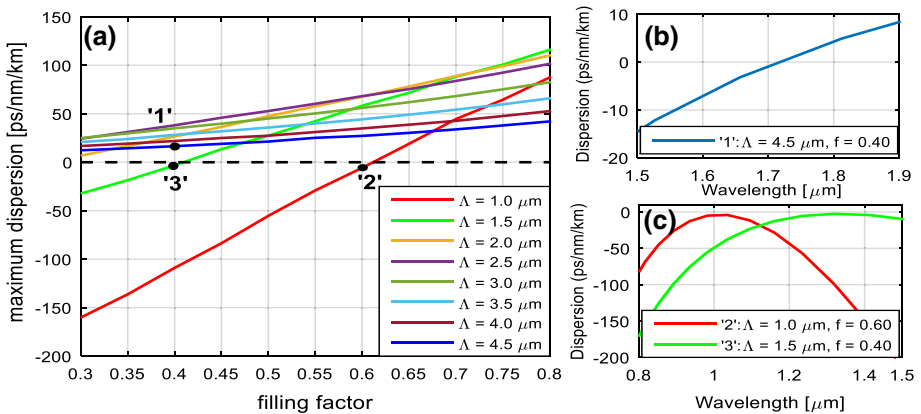 (a)
maximum dispersion [ps/nm/km]
150
100
50
0
-50
-100
-150
-200
'1'
'3'
'2'
Λ = 1.0 μm
Λ = 1.5 μm
Λ = 2.0 μm
Λ = 2.5 μm
Λ = 3.0 μm
Λ = 3.5 μm
Λ = 4.0 μm
Λ = 4.5 μm
0.3 0.35 0.4 0.45 0.5 0.55 0.6 0.65 0.7 0.75 0.8
filling factor
(b)
Dispersion (ps/nm/km)
10
0
-10
-20
'1':Λ = 4.5 μm, f = 0.40
1.5 1.6 1.7 1.8 1.9
Wavelength [μm]
(c)
Dispersion (ps/nm/km)
0
-50
-100
-150
-200
'2':Λ = 1.0 μm, f = 0.60
'3':Λ = 1.5 μm, f = 0.40
0.8 1 1.2 1.4 1.5
Wavelength [μm]